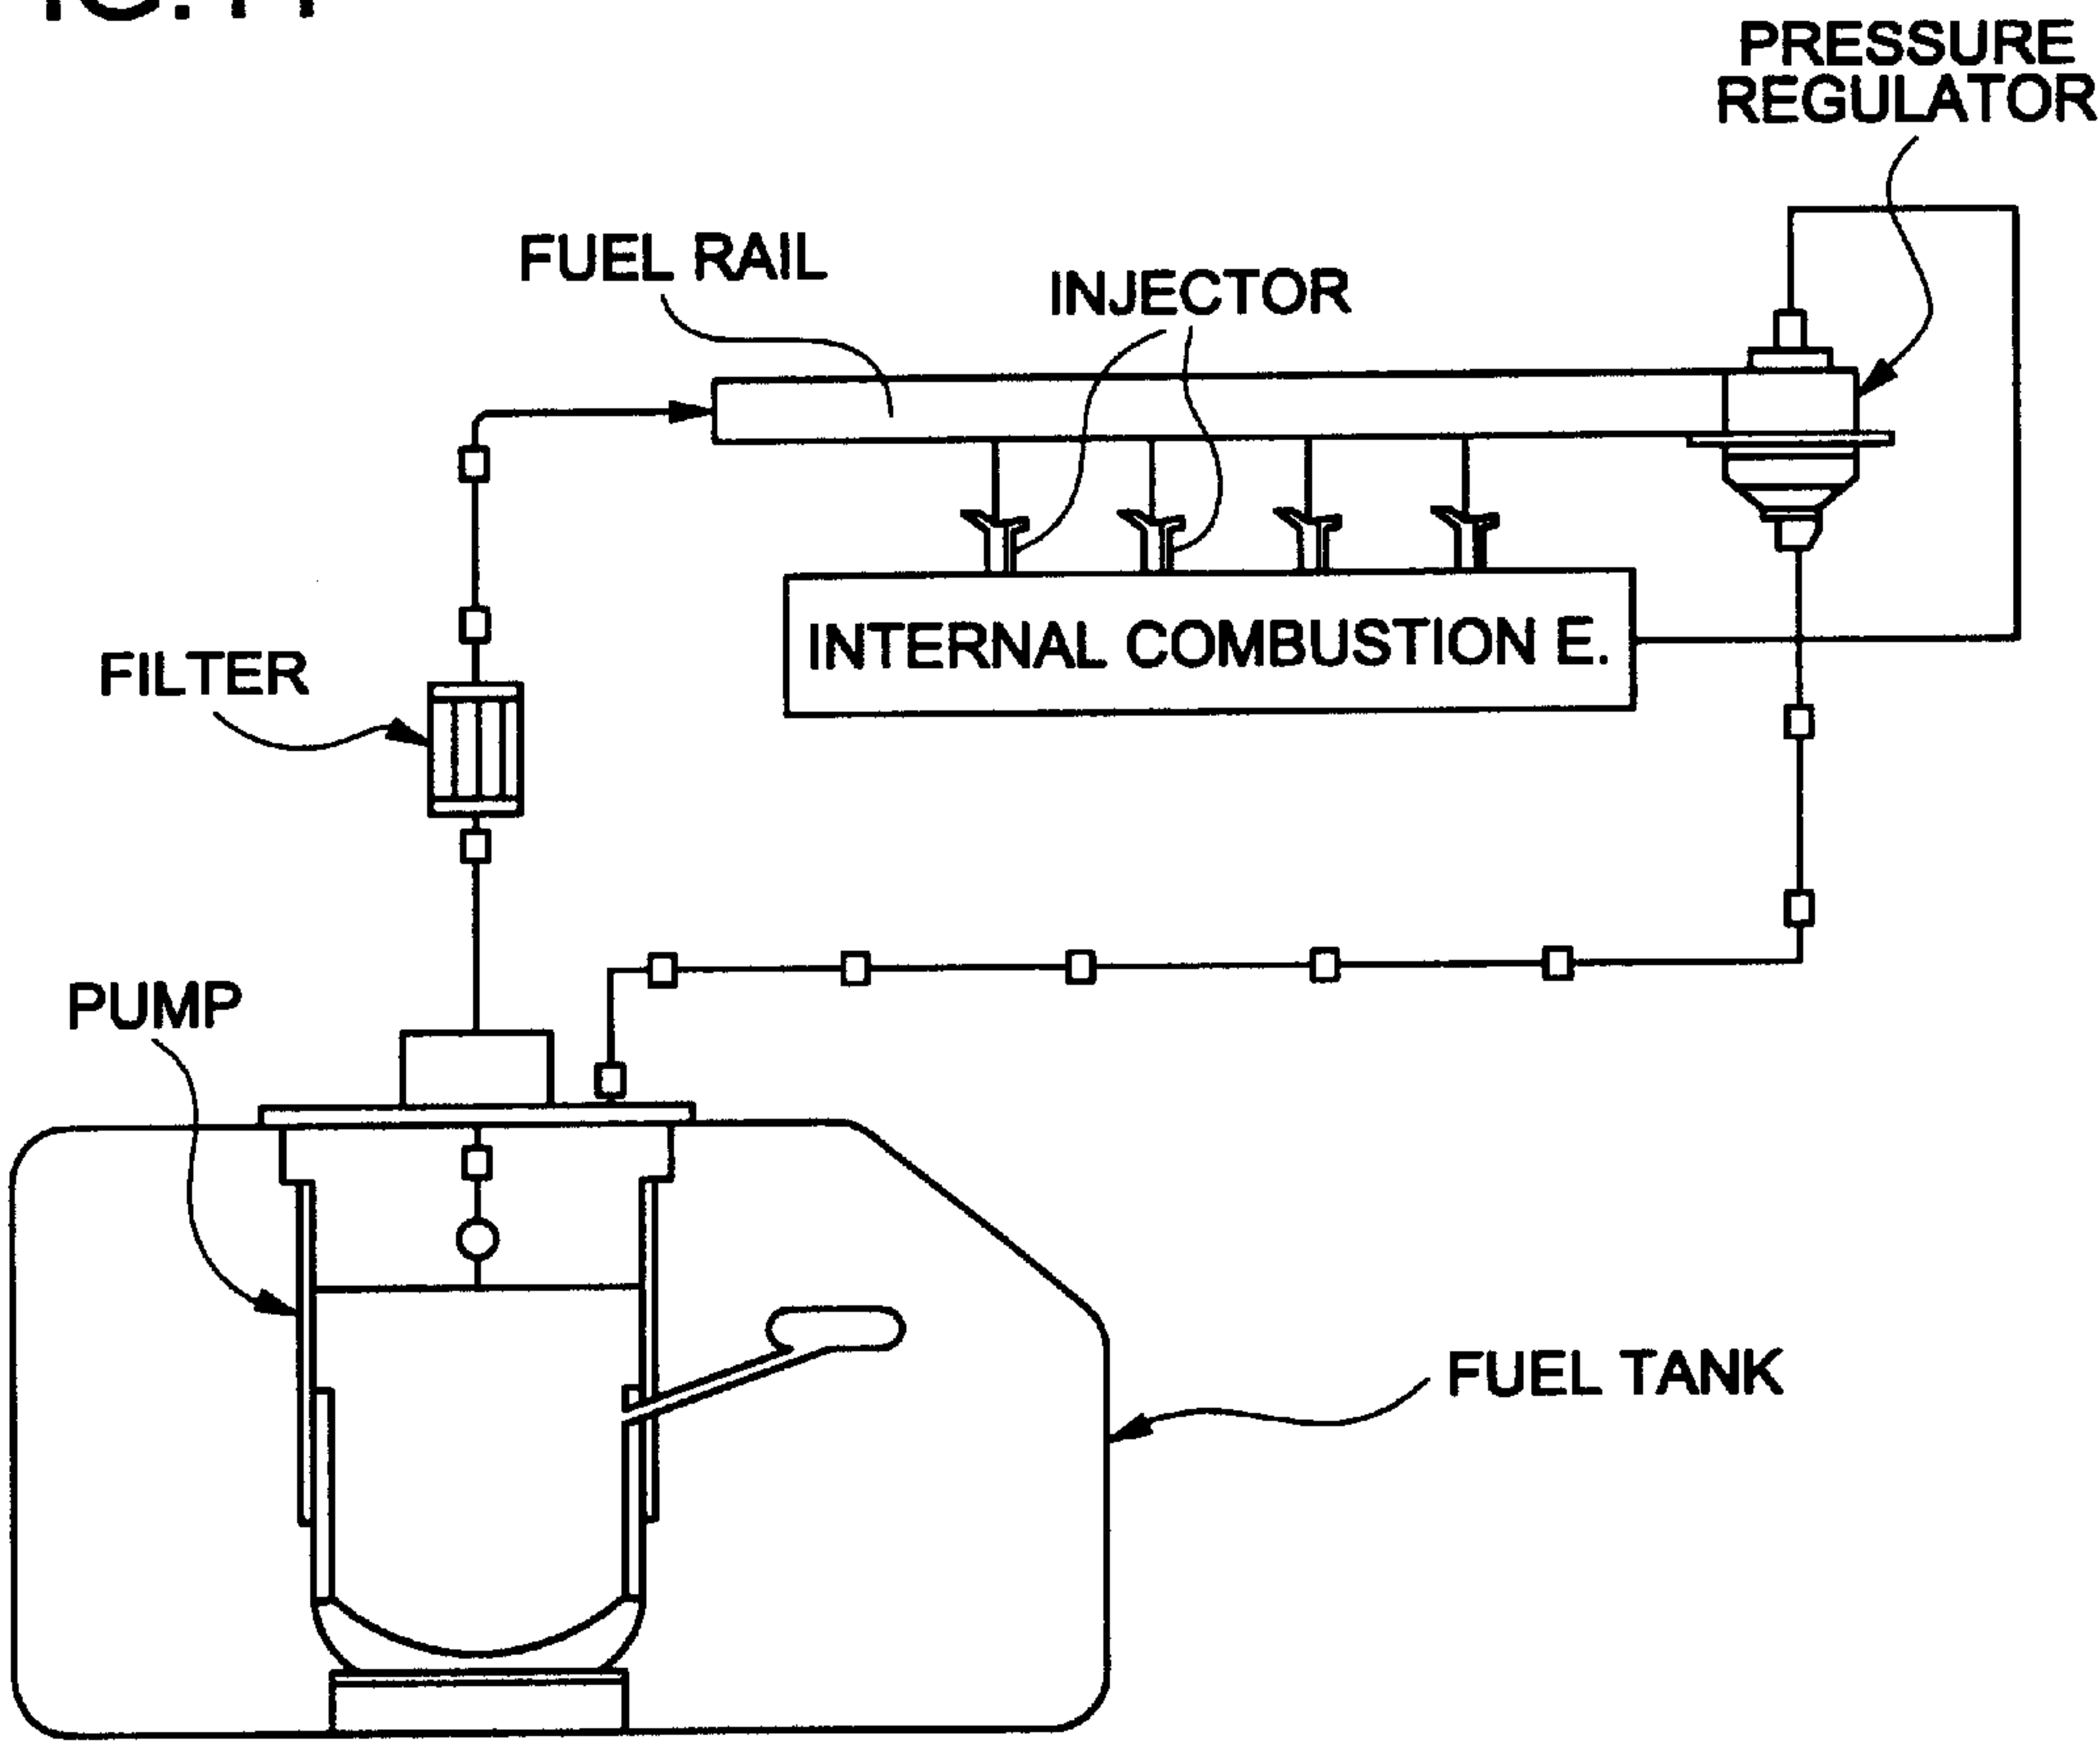 PRESSURE
REGULATOR
FUEL RAIL
INJECTOR
INTERNAL COMBUSTION E.
FILTER
PUMP
FUEL TANK